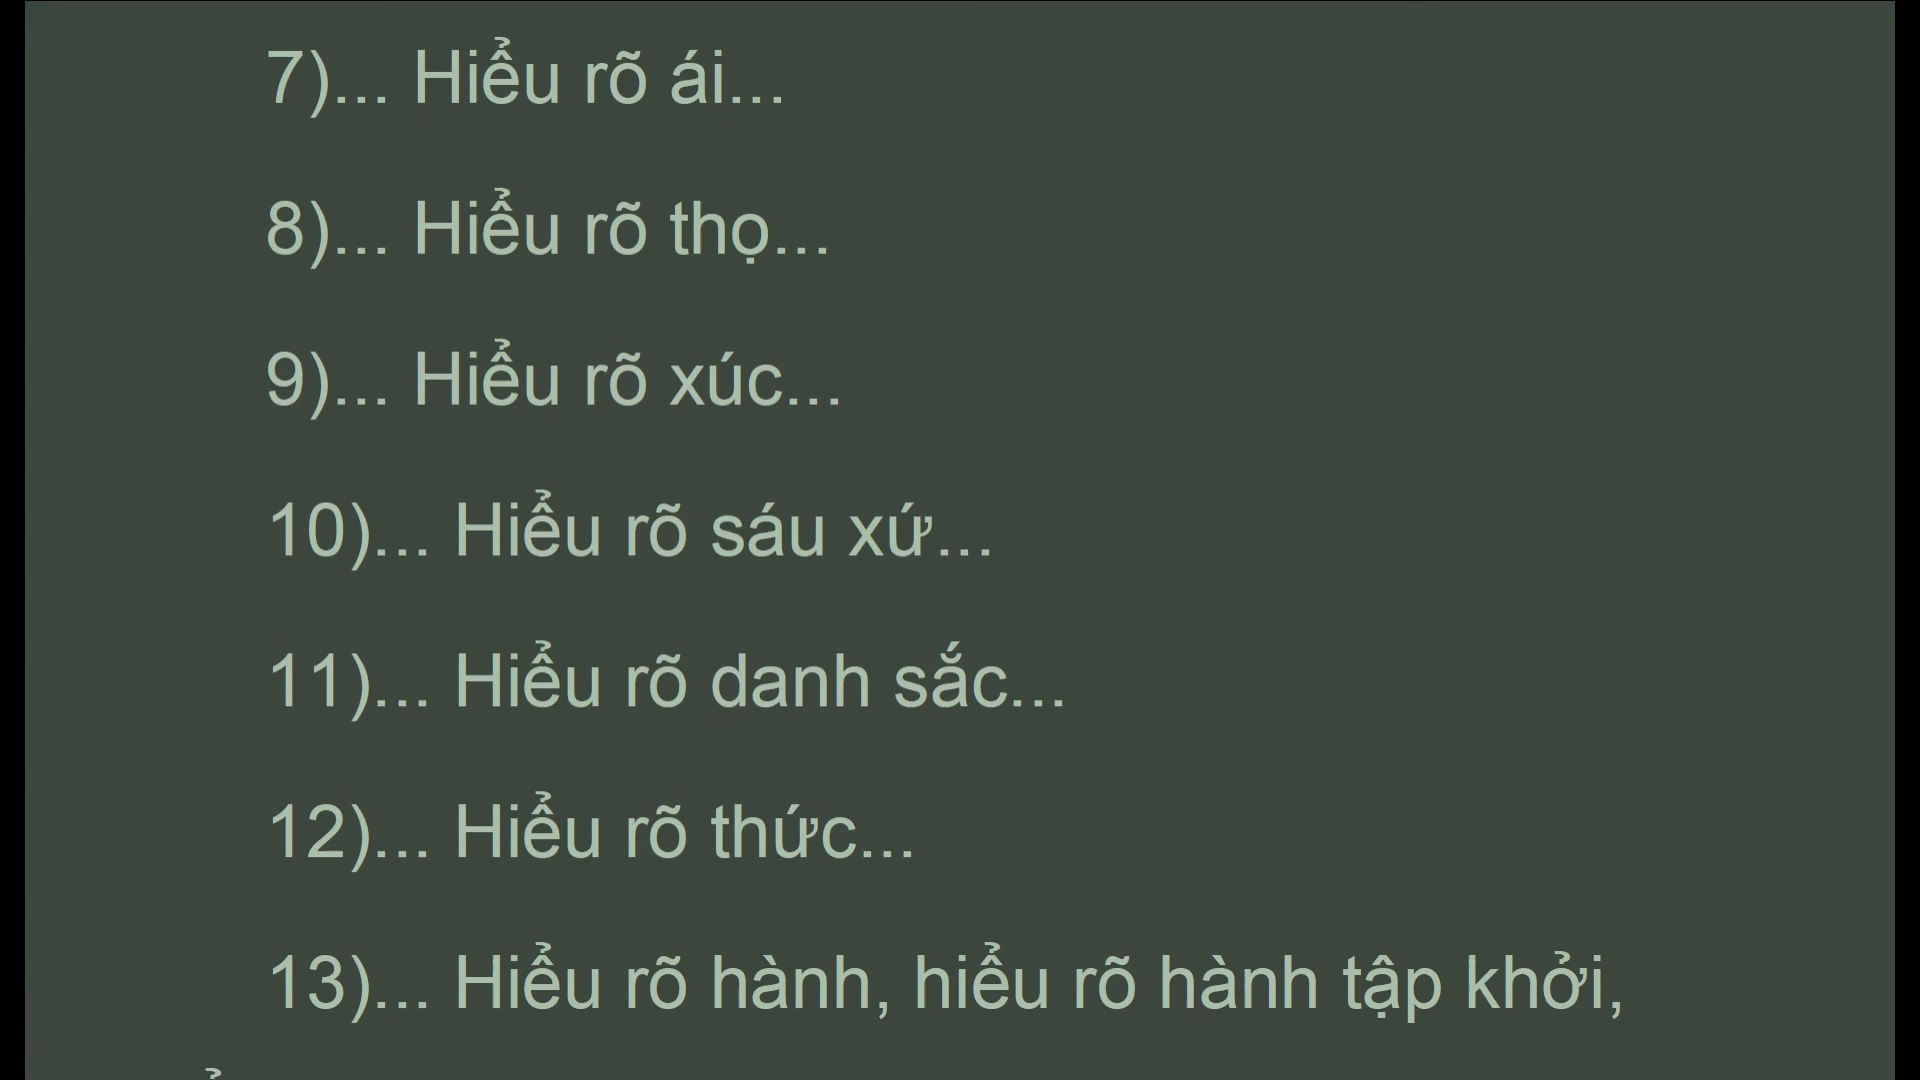 7)... Hiểu rõ ái...
8)... Hiểu rõ thọ...
9)... Hiểu rõ xúc...
10)... Hiểu rõ sáu xứ...
11)... Hiểu rõ danh sắc...
12)... Hiểu rõ thức...
13)... Hiểu rõ hành, hiểu rõ hành tập khởi,